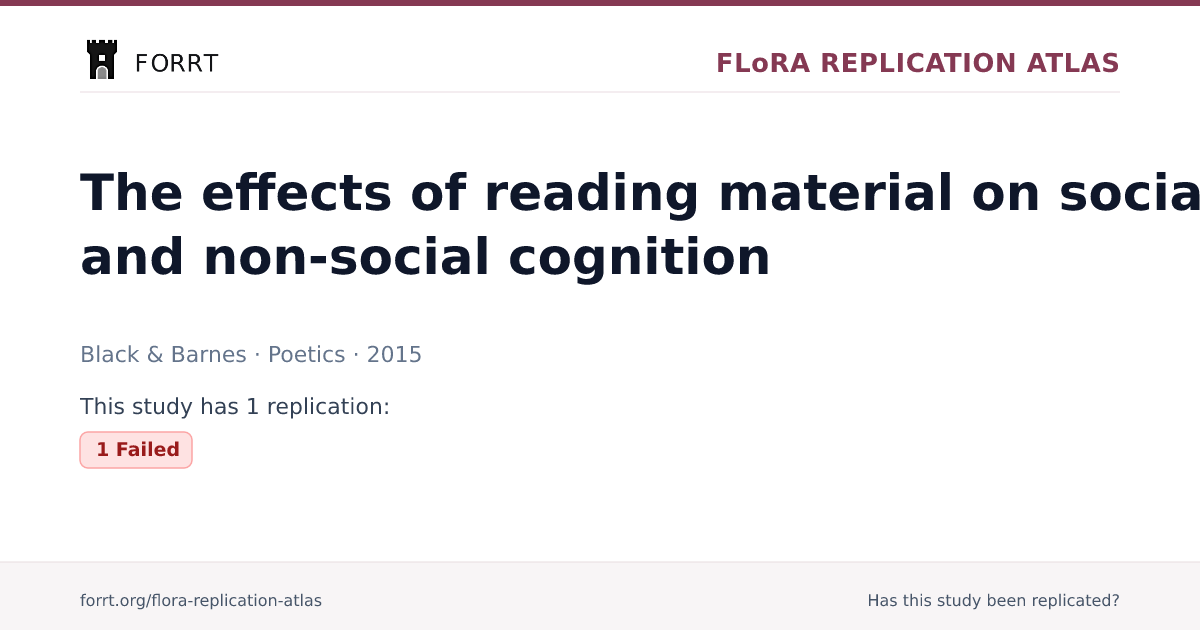 FORRT
FLoRA REPLICATION ATLAS
The effects of reading material on socia
and non-social cognition
Black & Barnes · Poetics · 2015
This study has 1 replication:
1 Failed
forrt.org/flora-replication-atlas
Has this study been replicated?